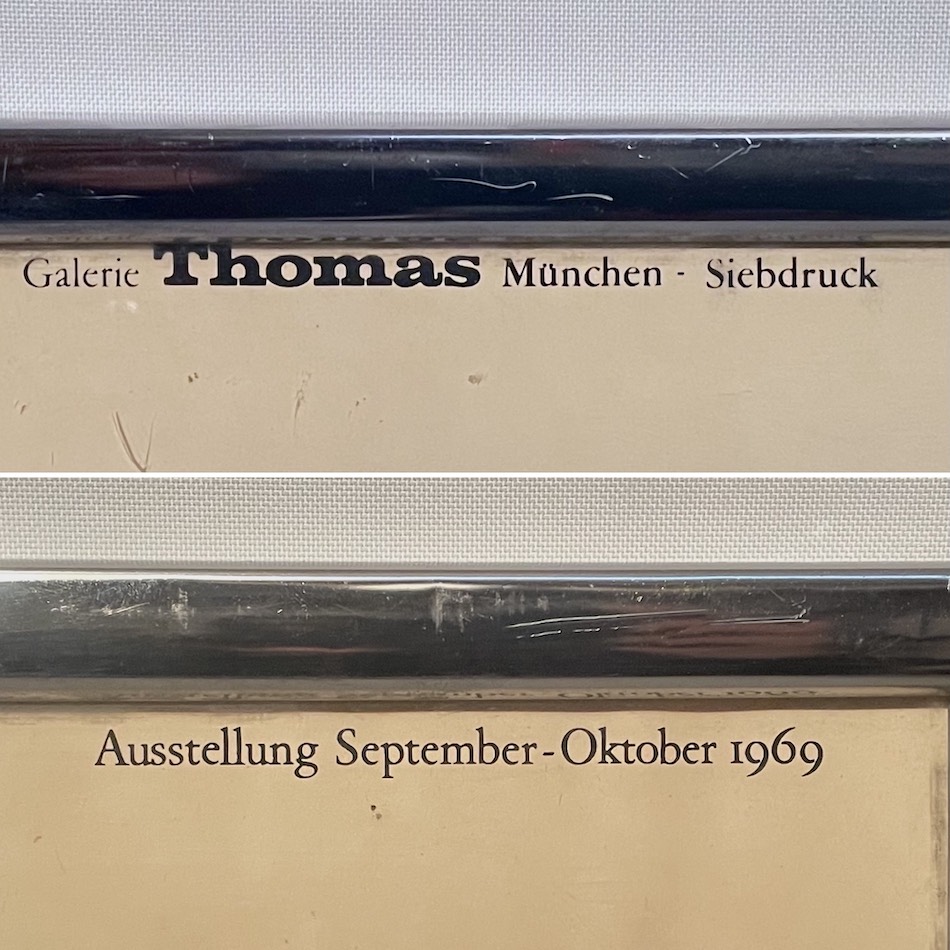 Galerie Thomas München - Siebdruck
Ausstellung September-Oktober 1969